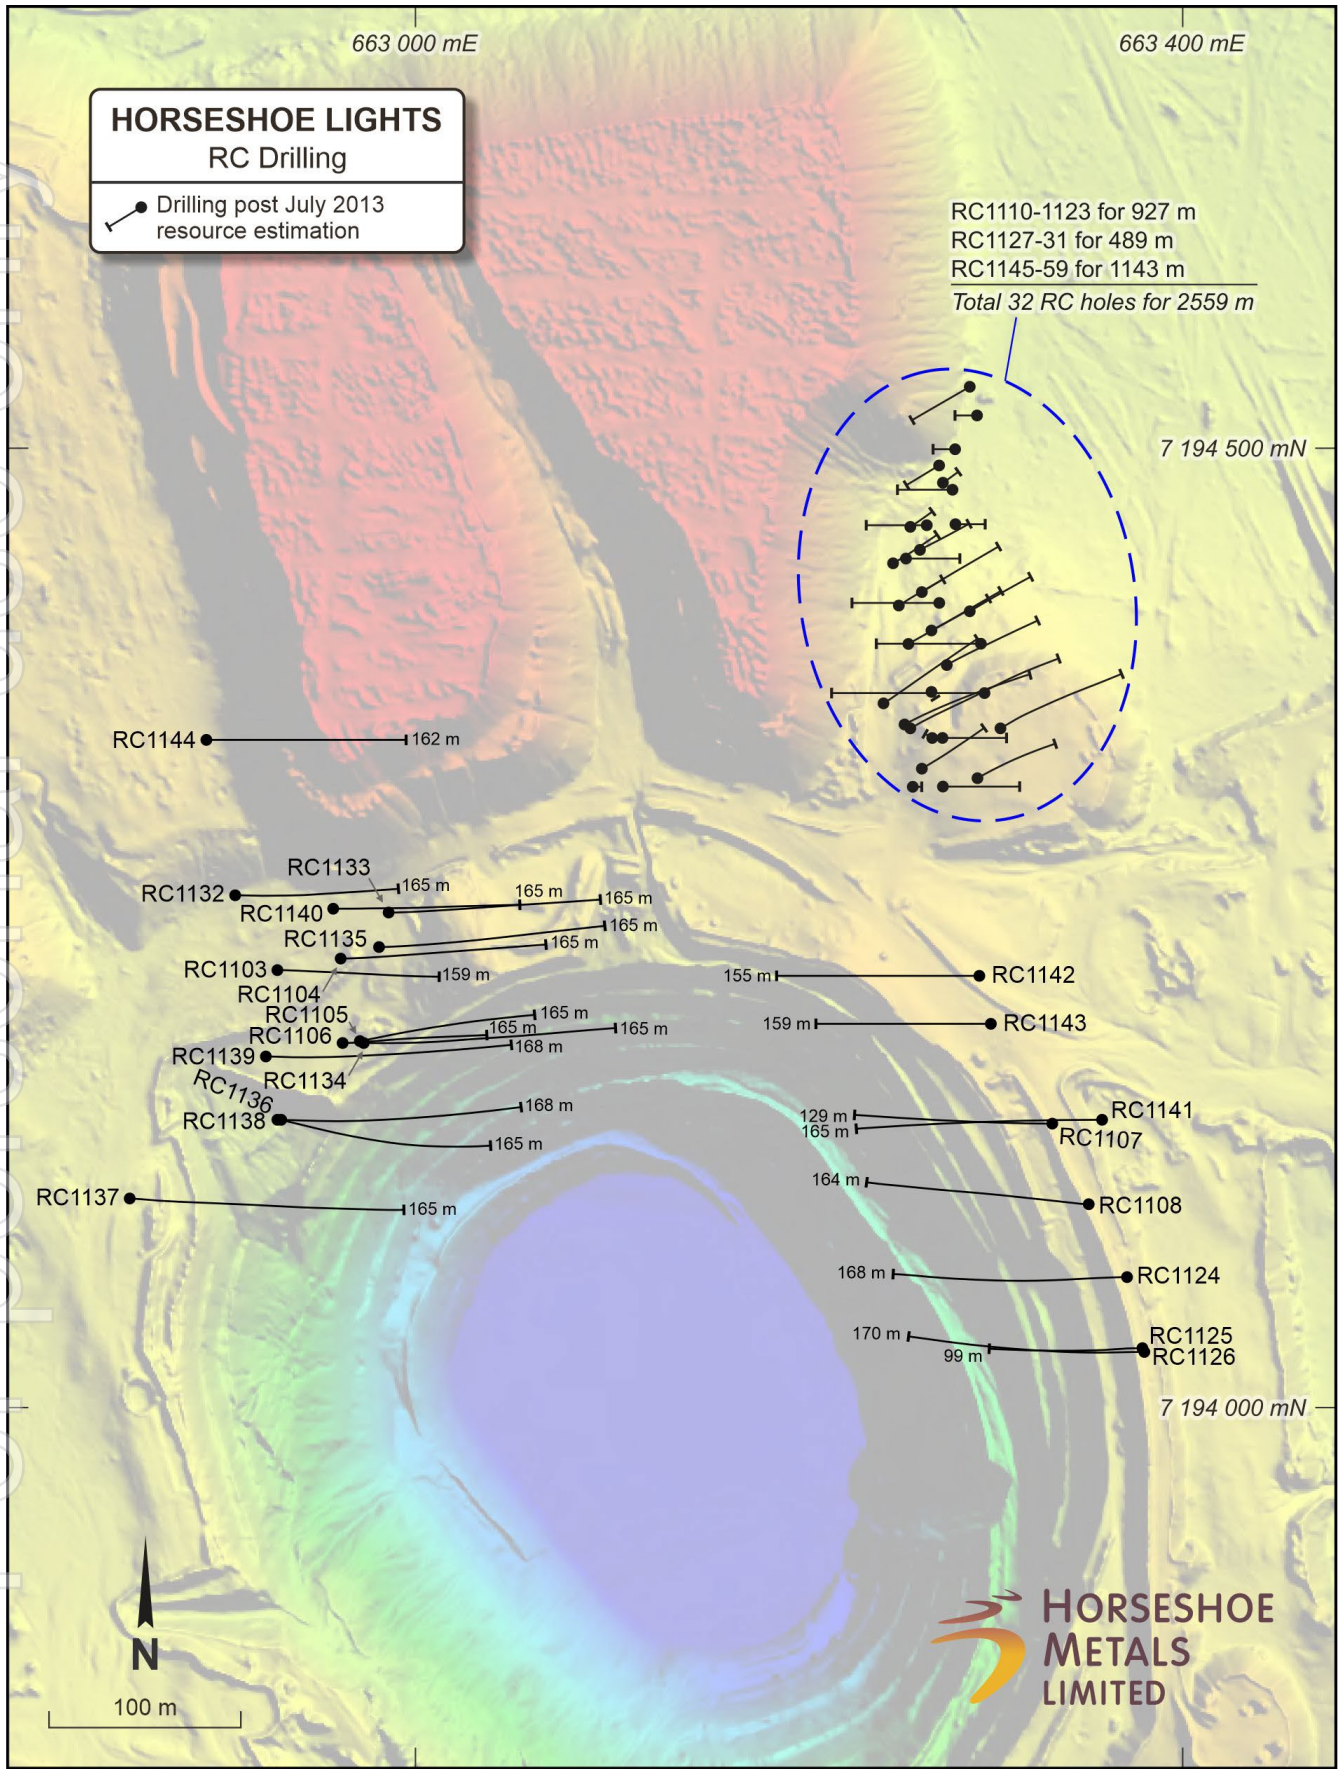 663 000 mE
663 400 mE
HORSESHOE LIGHTS
RC Drilling
Drilling post July 2013
resource estimation
RC1110-1123 for 927 m
RC1127-31 for 489 m
RC1145-59 for 1143 m
Total 32 RC holes for 2559 m
7 194 500 mN
RC1144
162 m
RC1133
RC1132
165 m
165 m
165 m
RC1140
165 m
RC1135
165 m
RC1103
159 m
155 m
RC1142
RC1104
RC1105
165 m
159 m
RC1143
RC1106
165 m
165 m
RC1139
168 m
RC1134
RC1136
168 m
129 m
RC1141
RC1138
165 m
RC1107
165 m
164 m
RC1137
165 m
RC1108
168 m
RC1124
170 m
RC1125
99 m
RC1126
7 194 000 mN
N
100 m
HORSESHOE
METALS
LIMITED